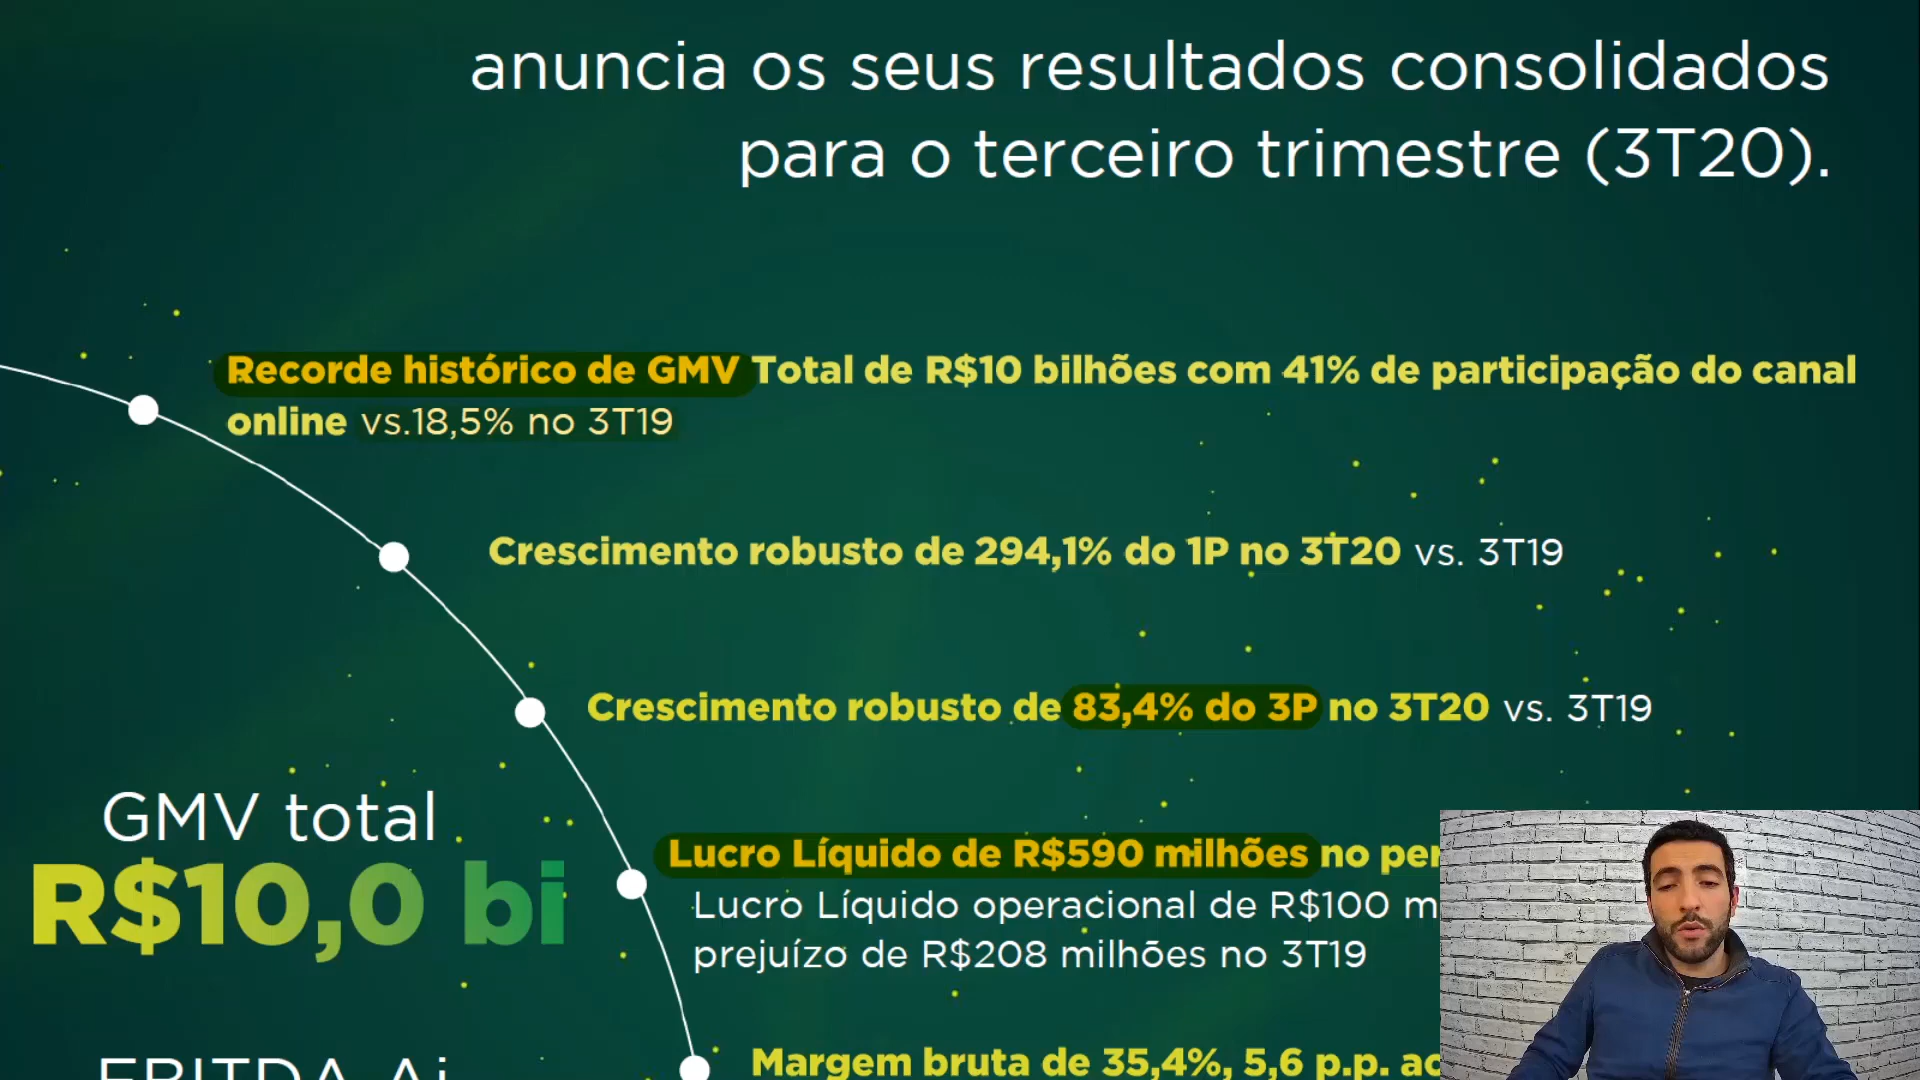 anuncia os seus resultados consolidados
para o terceiro trimestre (3T20).
Recorde histórico de GMV Total de R$10 bilhões com 41% de participação do canal
online vs.18,5% no 3T19
Crescimento robusto de 294,1% do 1P no 3T20 vs. 3T19
Crescimento robusto de 83,4% do 3P no 3T20 vs. 3T19
GMV total
R$10,0 bi
Lucro Líquido de R$590 milhões no
Lucro Líquido operacional de R$100
prejuízo de R$208 milhões no 3T19
EBITDA
Margem bruta de 35,4%, 5,6 p.p.